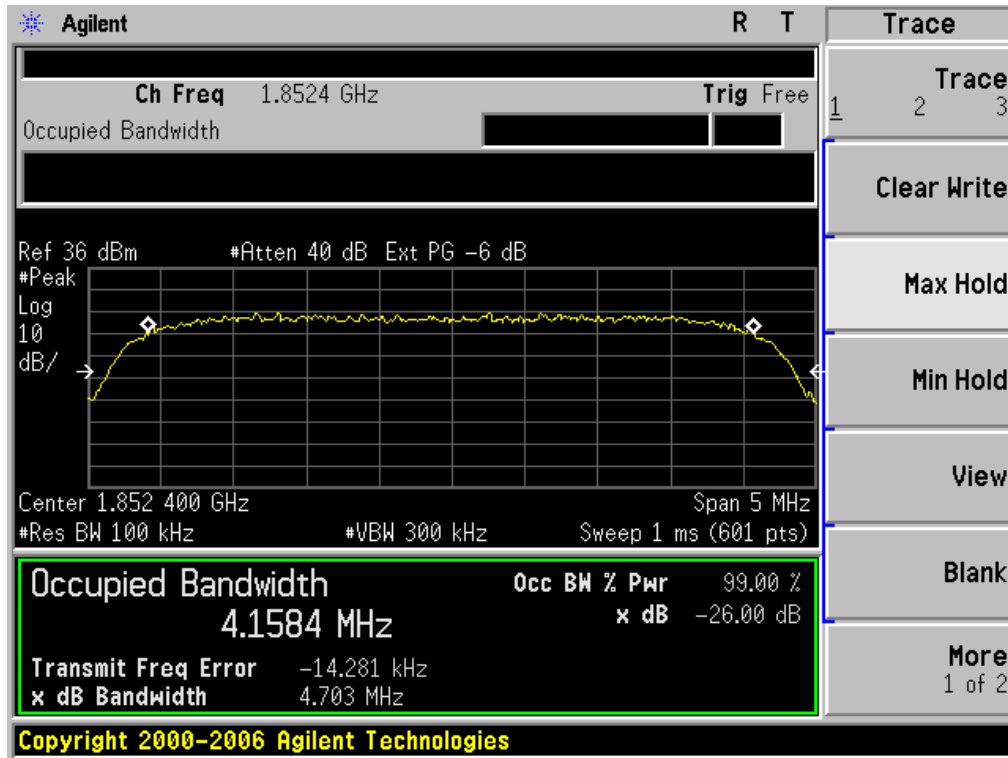 Agilent R T
Ch Freq 1.8524 GHz Trig Free
Occupied Bandwidth
Ref 36 dBm #Atten 40 dB Ext PG -6 dB
#Peak
Log
10
dB/
Center 1.852 400 GHz Span 5 MHz
#Res BW 100 kHz #VBW 300 kHz Sweep 1 ms (601 pts)
Occupied Bandwidth
4.1584 MHz
Occ BW % Pwr 99.00 %
x dB -26.00 dB
Transmit Freq Error -14.281 kHz
x dB Bandwidth 4.703 MHz
Copyright 2000-2006 Agilent Technologies
Trace
Trace
1 2 3
Clear Write
Max Hold
Min Hold
View
Blank
More
1 of 2